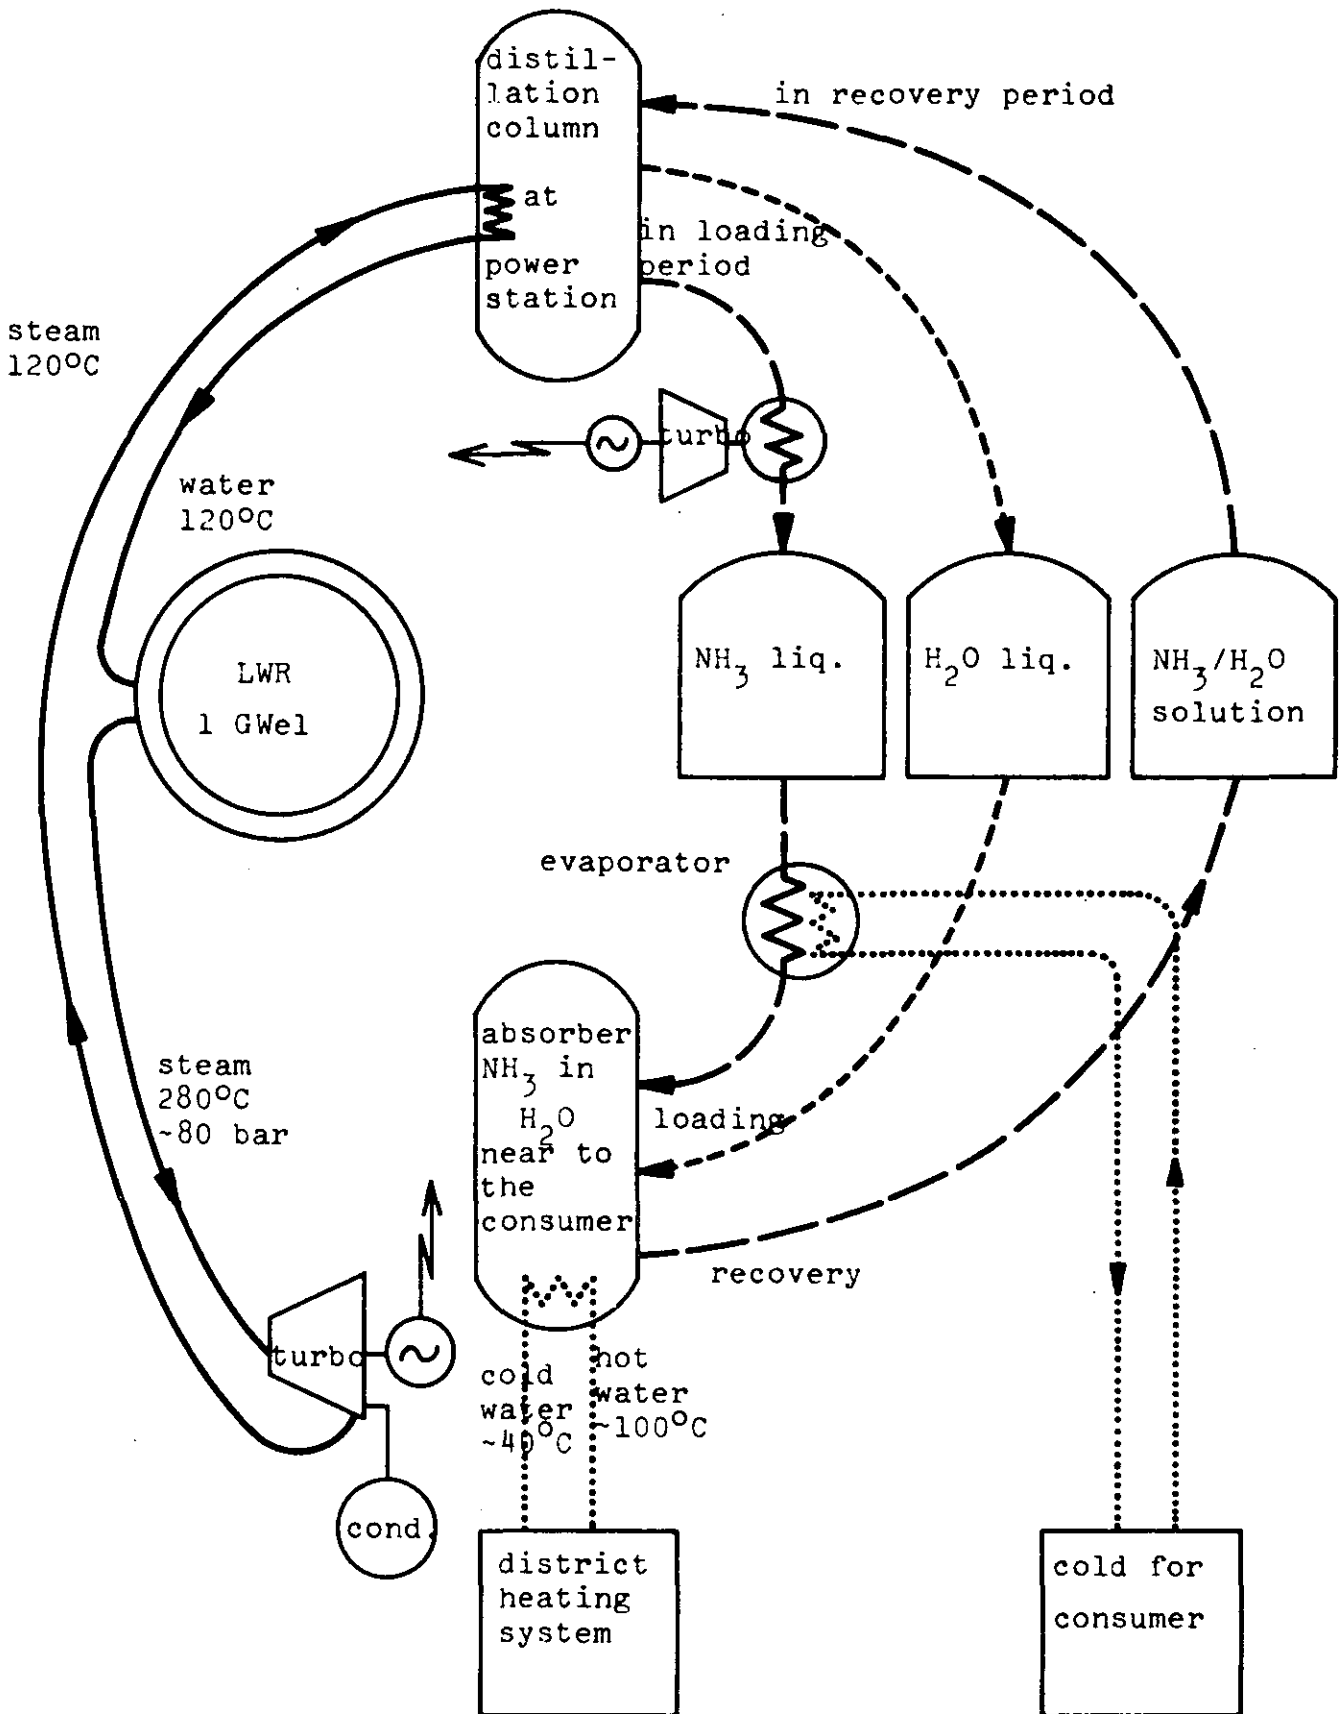 distil-
lation
column
at
power
station
in recovery period
in loading
period
steam
120°C
water
120°C
turbo
~
LWR
1 GWel
NH₃ liq.
H₂O liq.
NH₃/H₂O
solution
evaporator
absorber
NH₃ in
H₂O
near to
the
consumer
loading
recovery
steam
280°C
~80 bar
turbo
~
cond.
cold
water
~40°C
hot
water
~100°C
district
heating
system
cold for
consumer